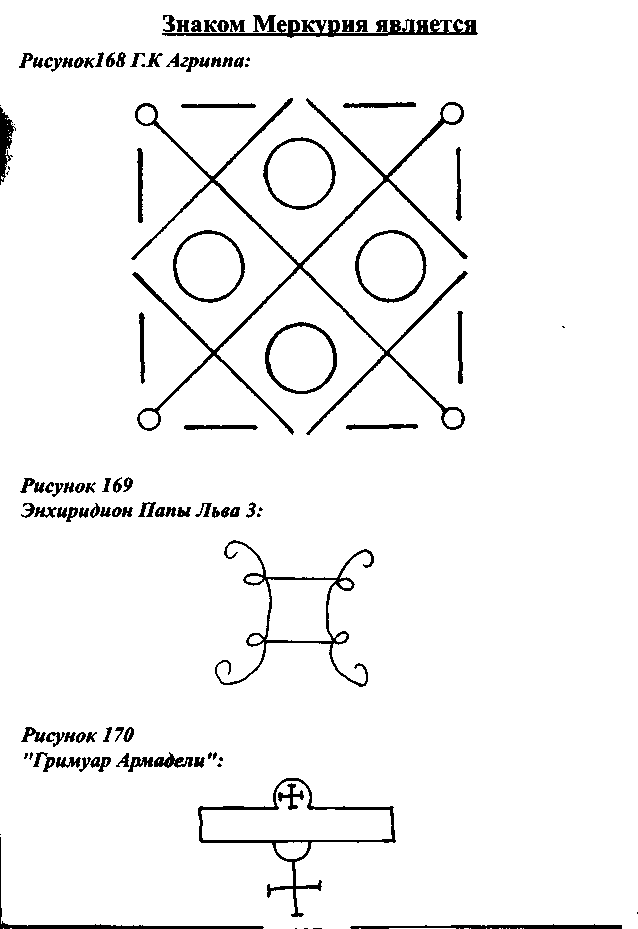 Знаком Меркурия является
Рисунок168 Г.К Агриппа:
Рисунок 169
Энхиридион Папы Льва 3:
Рисунок 170
"Гримуар Армадели":